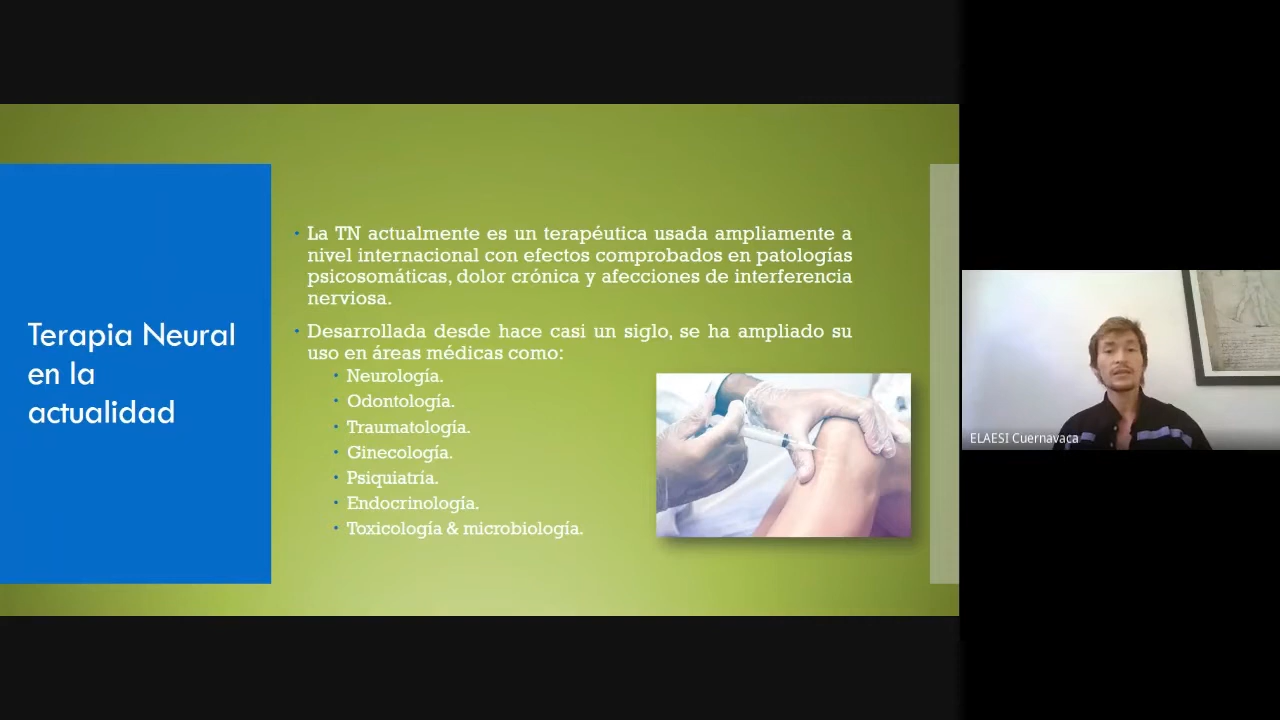 Terapia Neural
en la
actualidad
• La TN actualmente es un terapéutica usada ampliamente a
nivel internacional con efectos comprobados en patologías
psicosomáticas, dolor crónica y afecciones de interferencia
nerviosa.
• Desarrollada desde hace casi un siglo, se ha ampliado su
uso en áreas médicas como:
• Neurología.
• Odontología.
• Traumatología.
• Ginecología.
• Psiquiatría.
• Endocrinología.
• Toxicología & microbiología.
ELAESI Cuernavaca